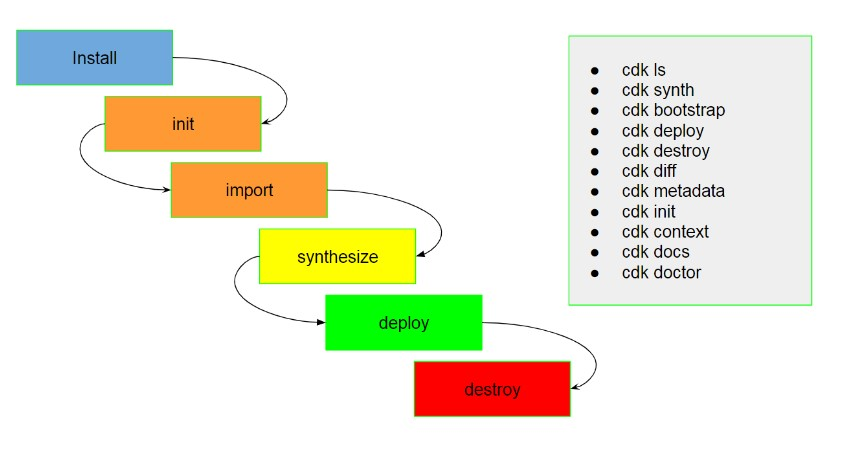 Install
init
import
synthesize
deploy
destroy
● cdk ls
● cdk synth
● cdk bootstrap
● cdk deploy
● cdk destroy
● cdk diff
● cdk metadata
● cdk init
● cdk context
● cdk docs
● cdk doctor